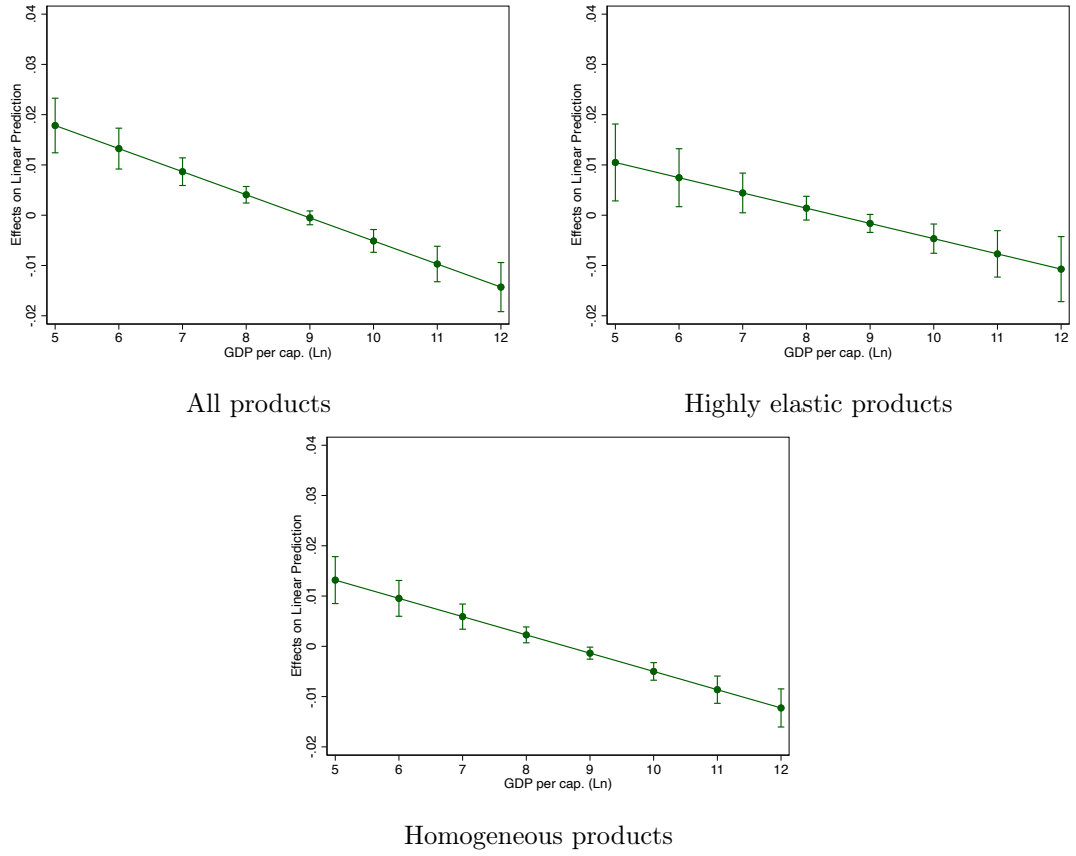 .04
.03
.02
.01
0
-.01
-.02
Effects on Linear Prediction
5 6 7 8 9 10 11 12
GDP per cap. (Ln)
All products
.04
.03
.02
.01
0
-.01
-.02
Effects on Linear Prediction
5 6 7 8 9 10 11 12
GDP per cap. (Ln)
Highly elastic products
.04
.03
.02
.01
0
-.01
-.02
Effects on Linear Prediction
5 6 7 8 9 10 11 12
GDP per cap. (Ln)
Homogeneous products